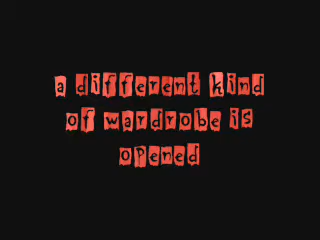 a different kind
of wardrobe is
opened